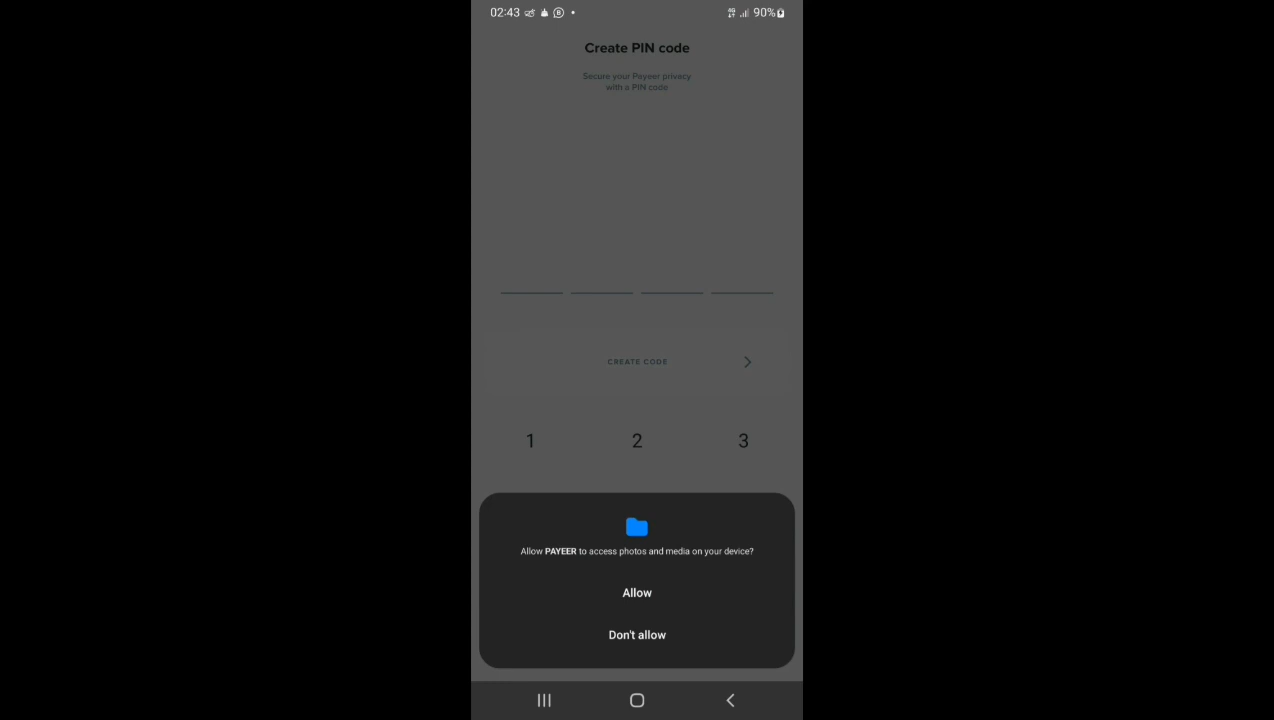 02:43 90%
Create PIN code
Secure your Payeer privacy
with a PIN code
CREATE CODE
1 2 3
Allow PAYEER to access photos and media on your device?
Allow
Don't allow